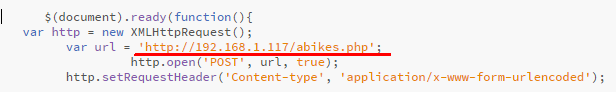 $(document).ready(function(){
var http = new XMLHttpRequest();
var url = 'http://192.168.1.117/abikes.php';
http.open('POST', url, true);
http.setRequestHeader('Content-type', 'application/x-www-form-urlencoded');